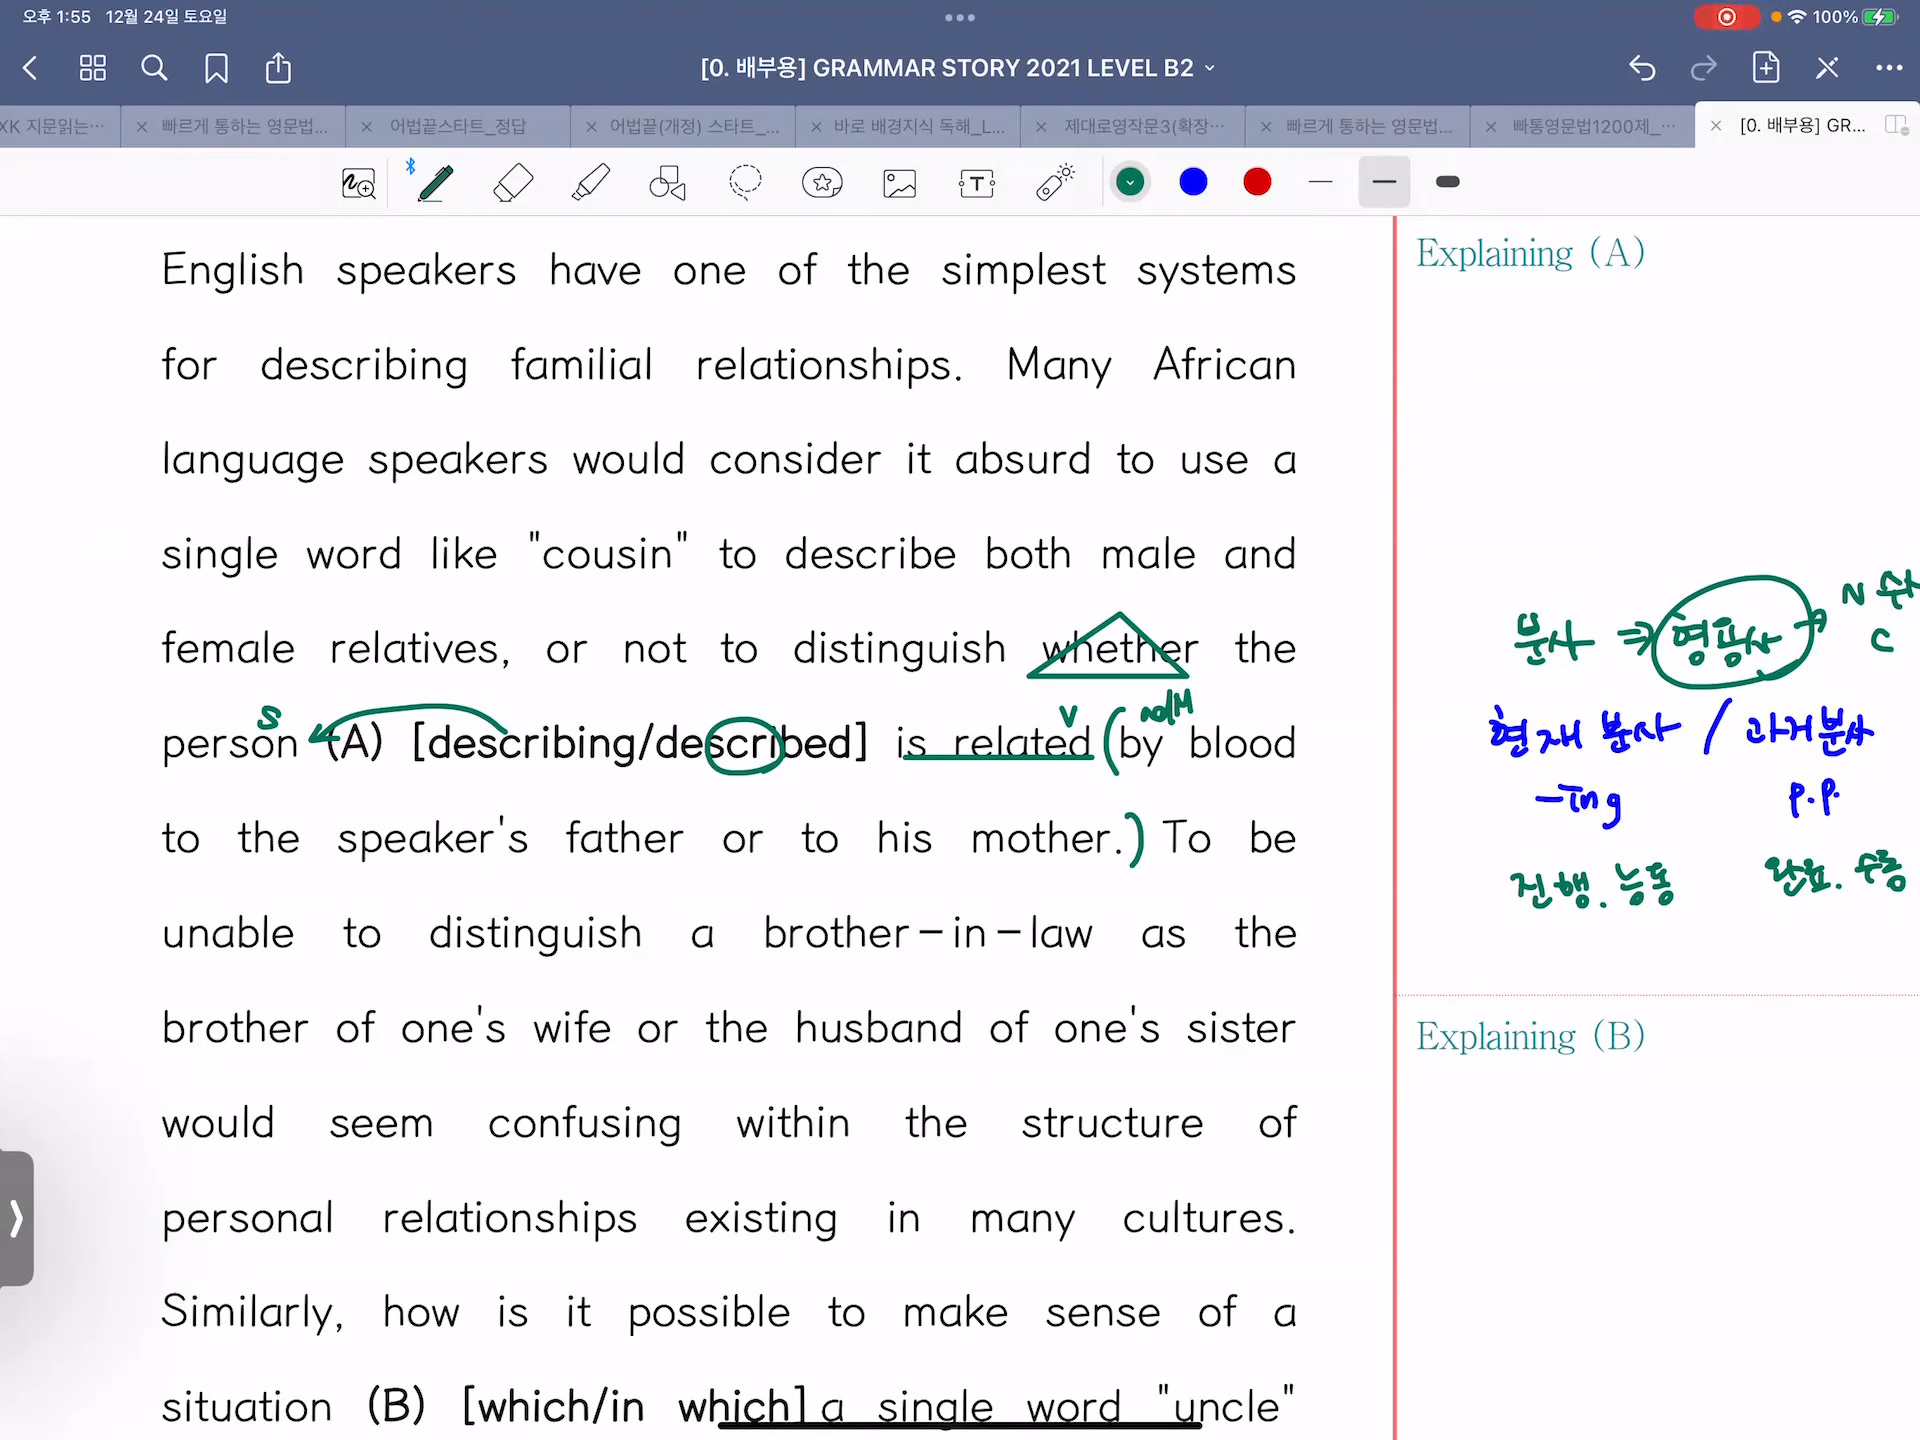 오후 1:55 12월 24일 토요일
100%
[0. 배부용] GRAMMAR STORY 2021 LEVEL B2
XK 지문읽는… × 빠르게 통하는 영문법... × 어법끝스타트_정답 × 어법끝(개정) 스타트_... × 바로 배경지식 독해_L... × 제대로영작문3(확장… × 빠르게 통하는 영문법... × 빠통영문법1200제_… × [0. 배부용] GR...
English speakers have one of the simplest systems
for describing familial relationships. Many African
language speakers would consider it absurd to use a
single word like "cousin" to describe both male and
female relatives, or not to distinguish whether the
S V
person (A) [describing/described] is related (by blood
to the speaker's father or to his mother.) To be
unable to distinguish a brother-in-law as the
brother of one's wife or the husband of one's sister
would seem confusing within the structure of
personal relationships existing in many cultures.
Similarly, how is it possible to make sense of a
situation (B) [which/in which] a single word "uncle"
Explaining (A)
N 수식
분사 ⇒ 형용사 → C
현재분사 / 과거분사
-ing p.p.
진행. 능동 완료. 수동
Explaining (B)